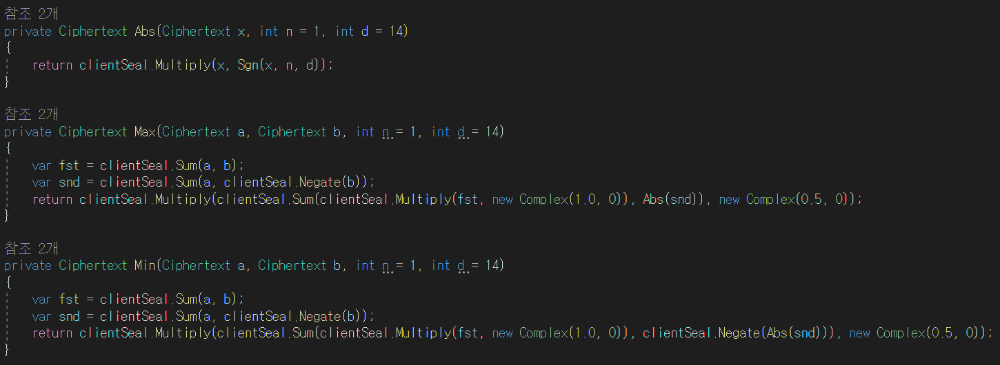 참조 2개
private Ciphertext Abs(Ciphertext x, int n = 1, int d = 14)
{
    return clientSeal.Multiply(x, Sgn(x, n, d));
}
참조 2개
private Ciphertext Max(Ciphertext a, Ciphertext b, int n = 1, int d = 14)
{
    var fst = clientSeal.Sum(a, b);
    var snd = clientSeal.Sum(a, clientSeal.Negate(b));
    return clientSeal.Multiply(clientSeal.Sum(clientSeal.Multiply(fst, new Complex(1.0, 0)), Abs(snd)), new Complex(0.5, 0));
}
참조 2개
private Ciphertext Min(Ciphertext a, Ciphertext b, int n = 1, int d = 14)
{
    var fst = clientSeal.Sum(a, b);
    var snd = clientSeal.Sum(a, clientSeal.Negate(b));
    return clientSeal.Multiply(clientSeal.Sum(clientSeal.Multiply(fst, new Complex(1.0, 0)), clientSeal.Negate(Abs(snd))), new Complex(0.5, 0));
}